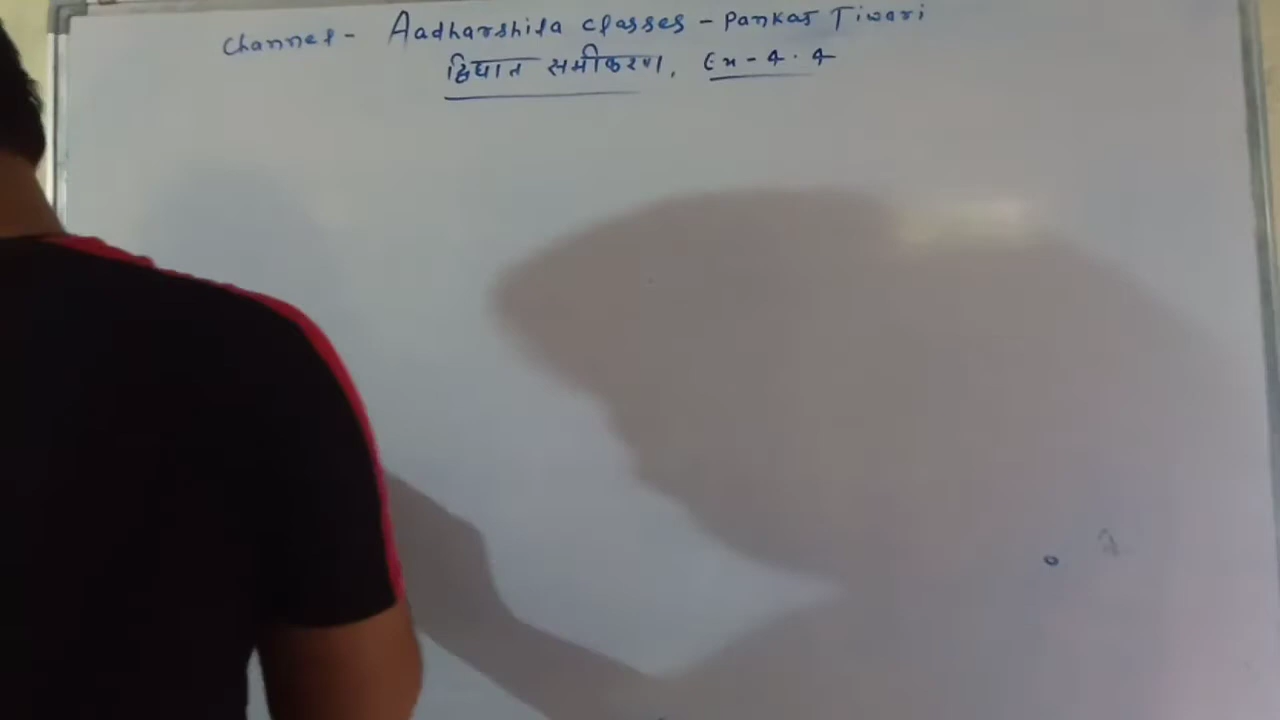 Channel - Aadharshila classes - Pankaj Tiwari
द्विघात समीकरण, Ex - 4.4